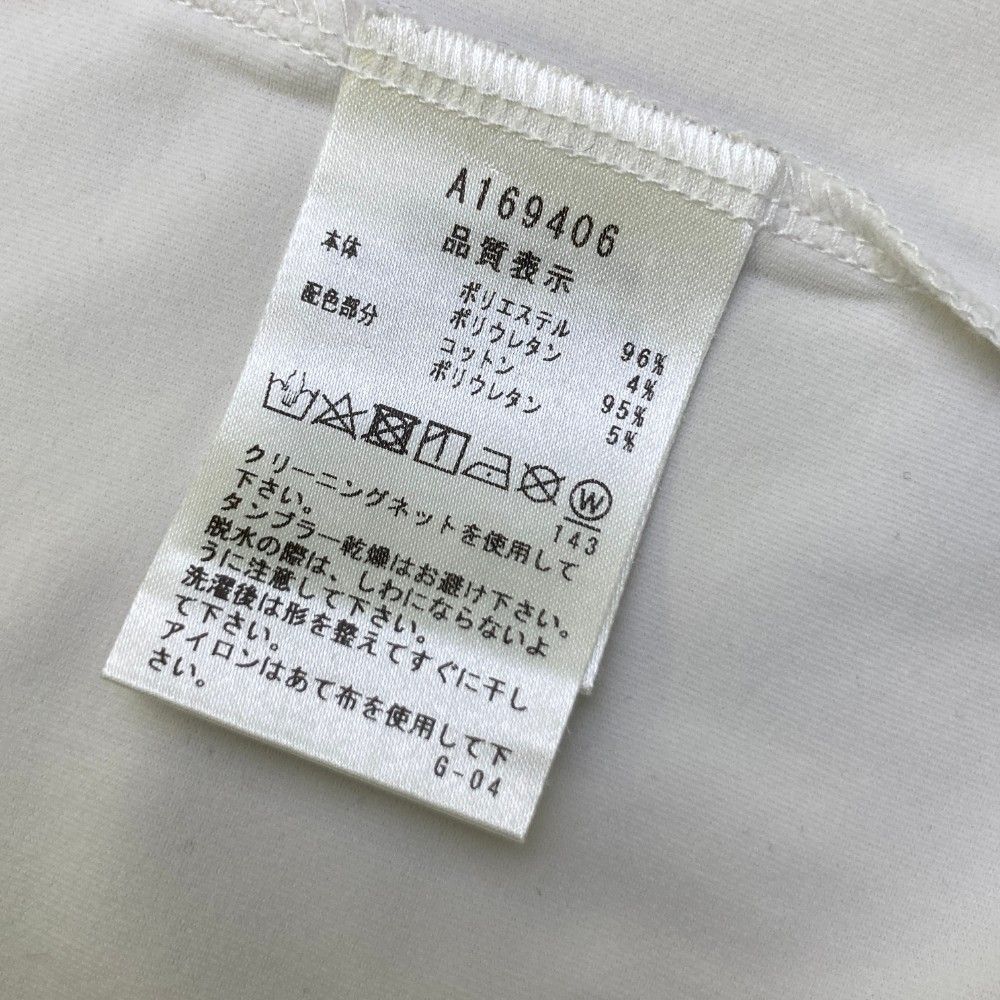 A169406
品質表示
本体 ポリエステル 96%
ポリウレタン 4%
配色部分 コットン 95%
ポリウレタン 5%
W
143
クリーニングネットを使用して
下さい。
タンブラー乾燥はお避け下さい。
脱水の際は、しわにならないよ
うに注意して下さい。
洗濯後は形を整えてすぐに干し
て下さい。
アイロンはあて布を使用して下
さい。
G-04